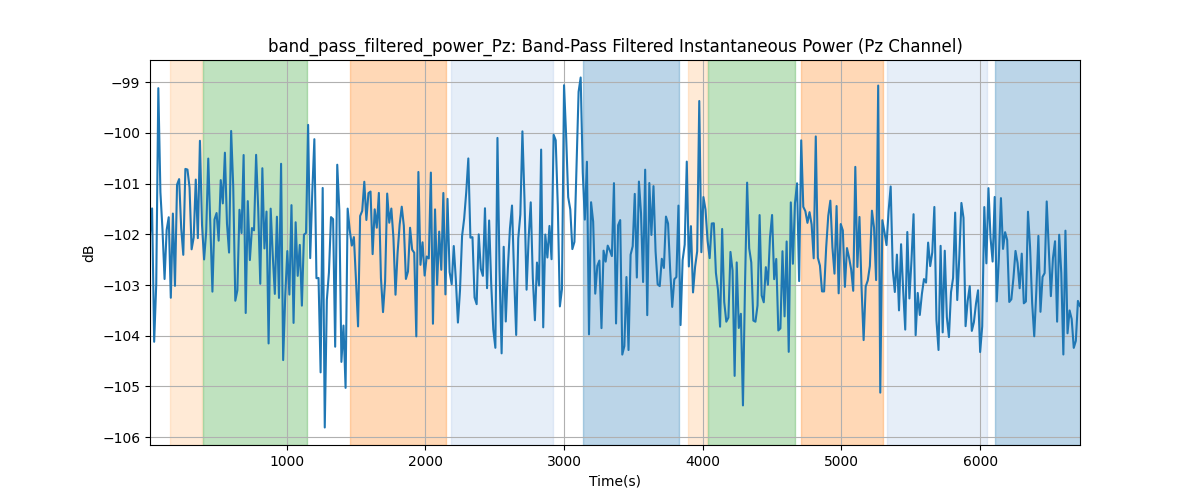 band_pass_filtered_power_Pz: Band-Pass Filtered Instantaneous Power (Pz Channel)
dB
−99
−100
−101
−102
−103
−104
−105
−106
1000 2000 3000 4000 5000 6000
Time(s)